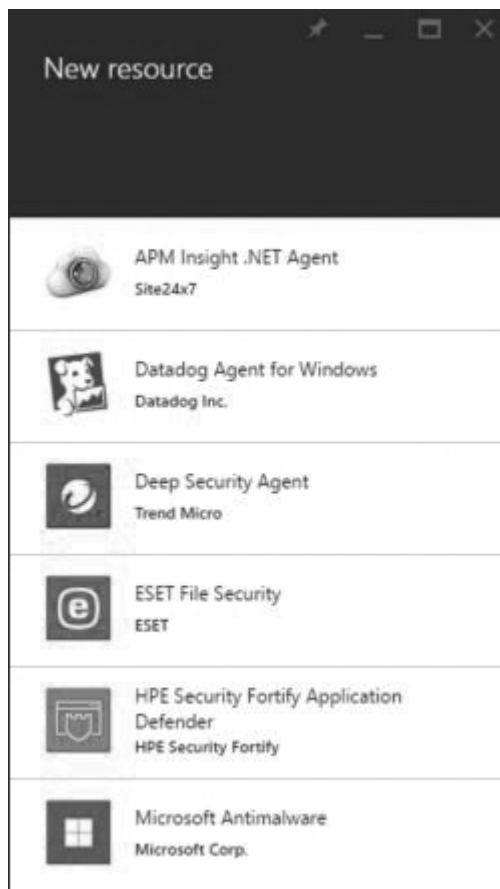 New resource
APM Insight .NET Agent
Site24x7
Datadog Agent for Windows
Datadog Inc.
Deep Security Agent
Trend Micro
ESET File Security
ESET
HPE Security Fortify Application
Defender
HPE Security Fortify
Microsoft Antimalware
Microsoft Corp.